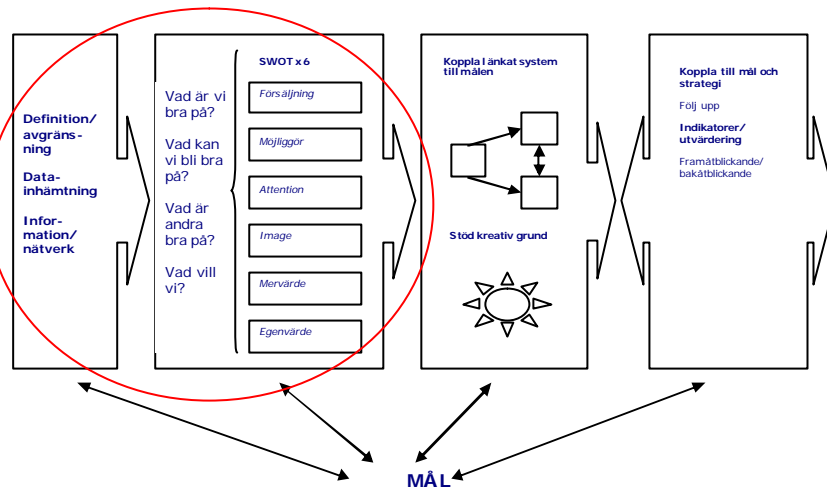 Definition/
avgräns-
ning
Data-
inhämtning
Infor-
mation/
nätverk
Vad är vi
bra på?
Vad kan
vi bli bra
på?
Vad är
andra
bra på?
Vad vill
vi?
SWOT x 6
Försäljning
Möjliggör
Attention
Image
Mervärde
Egenvärde
Koppla länkat system
till målen
Stöd kreativ grund
Koppla till mål och
strategi
Följ upp
Indikatorer/
utvärdering
Framåtblickande/
bakåtblickande
MÅL